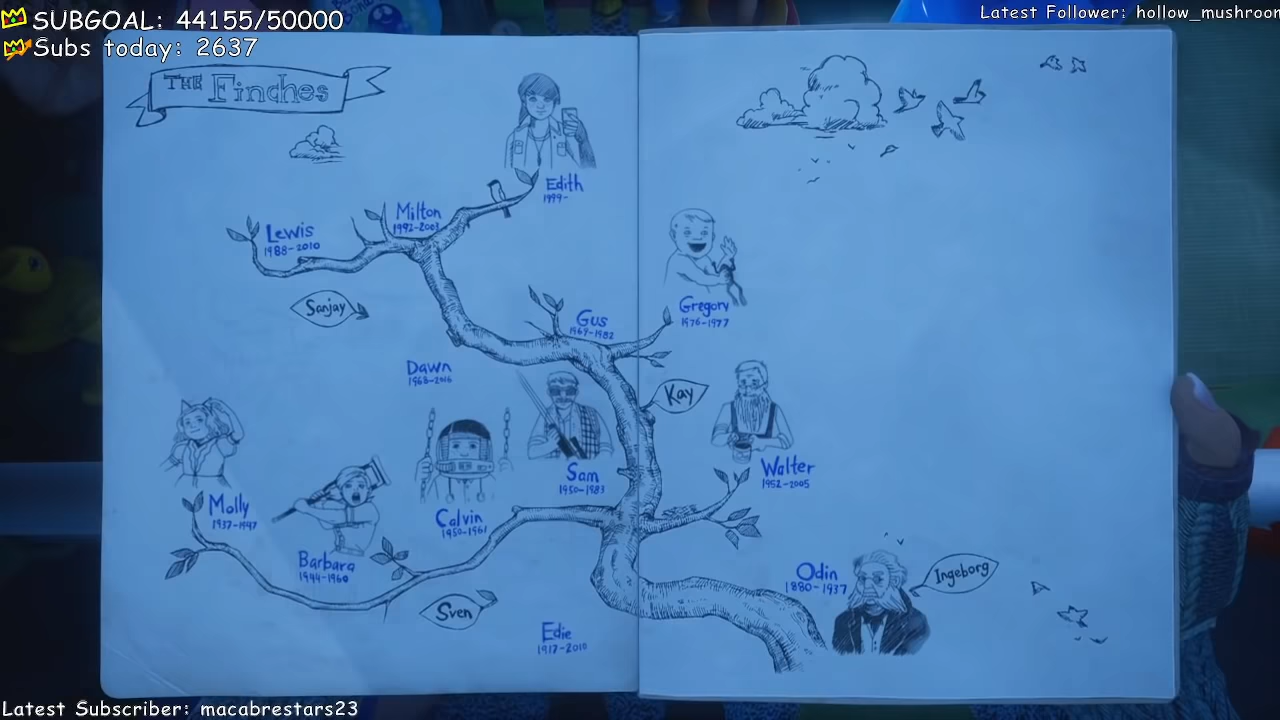 SUBGOAL: 44155/50000
Subs today: 2637
Latest Follower: hollow_mushroon
THE Finches
Edith
1999-
Milton
1992-2003
Lewis
1988-2010
Sanjay
Gregory
1976-1977
Gus
1969-1982
Dawn
1968-2016
Kay
Sam
1950-1983
Walter
1952-2005
Molly
1937-1947
Calvin
1950-1961
Barbara
1944-1960
Sven
Odin
1880-1937
Ingeborg
Edie
1917-2010
Latest Subscriber: macabrestars23